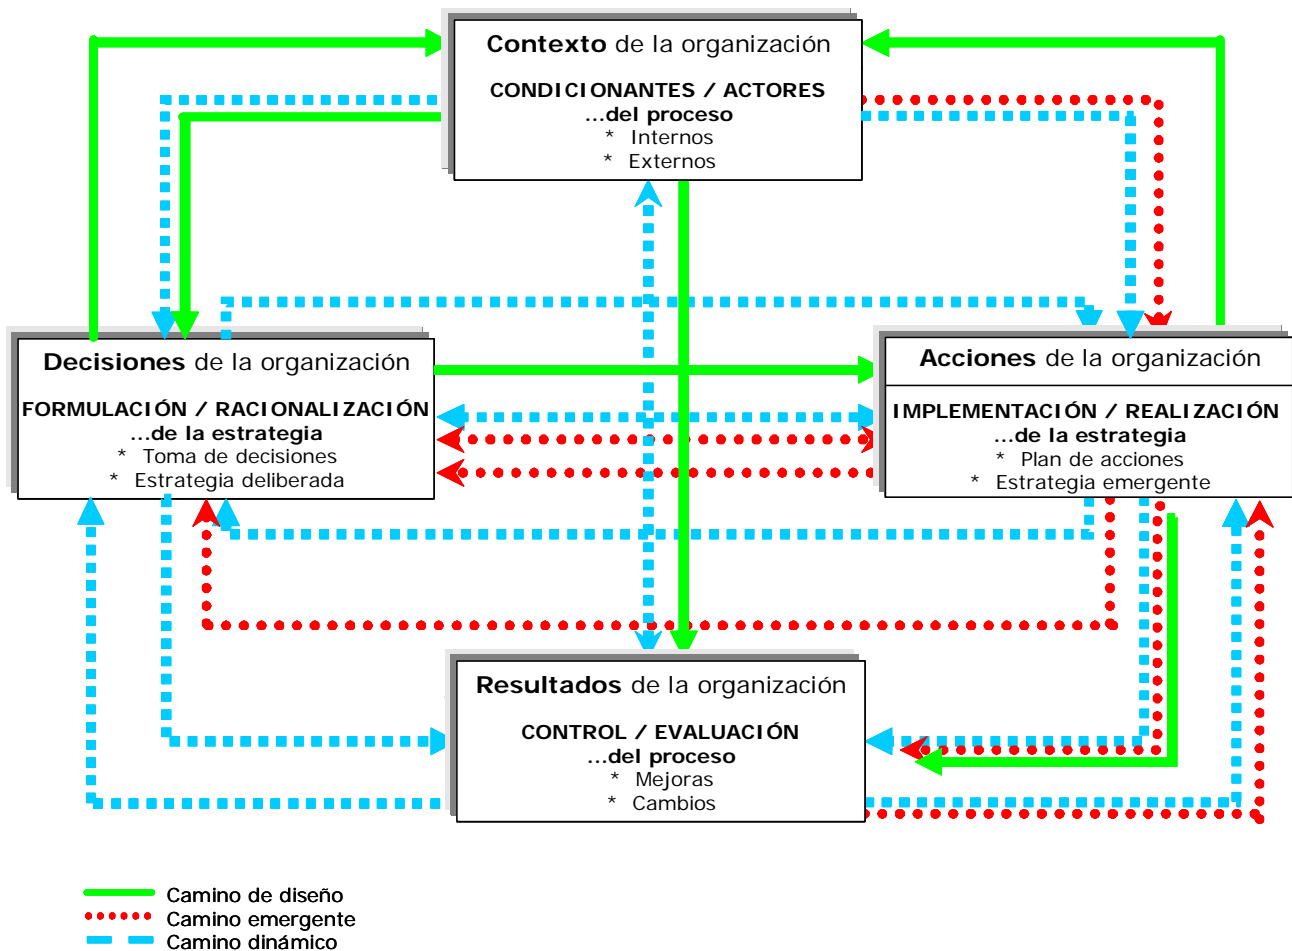 Contexto de la organización
CONDICIONANTES / ACTORES
...del proceso
* Internos
* Externos
Decisiones de la organización
FORMULACIÓN / RACIONALIZACIÓN
...de la estrategia
* Toma de decisiones
* Estrategia deliberada
Acciones de la organización
IMPLEMENTACIÓN / REALIZACIÓN
...de la estrategia
* Plan de acciones
* Estrategia emergente
Resultados de la organización
CONTROL / EVALUACIÓN
...del proceso
* Mejoras
* Cambios
Camino de diseño
Camino emergente
Camino dinámico